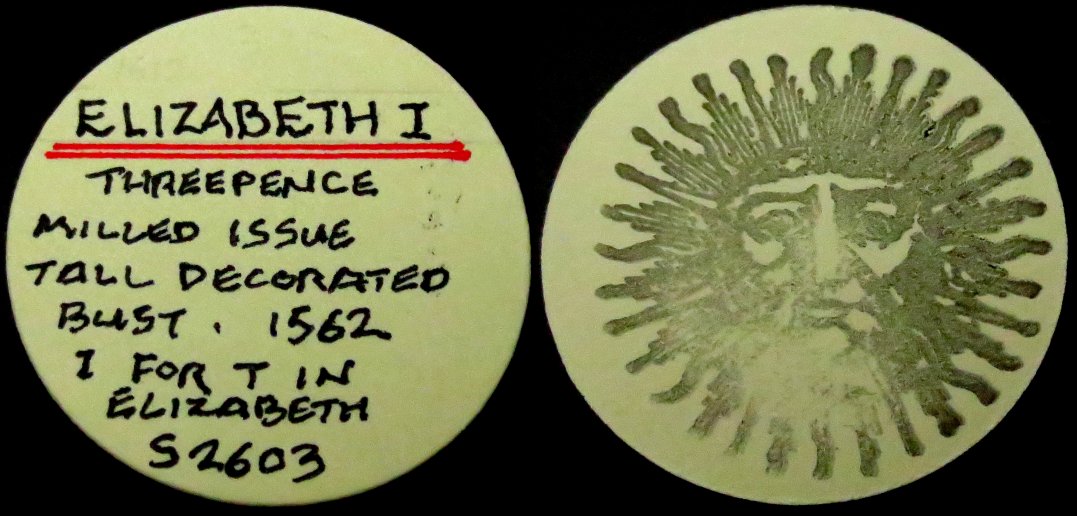 ELIZABETH I
THREEPENCE
MILLED ISSUE
TALL DECORATED
BUST. 1562
I FOR T IN
ELIZABETH
S2603